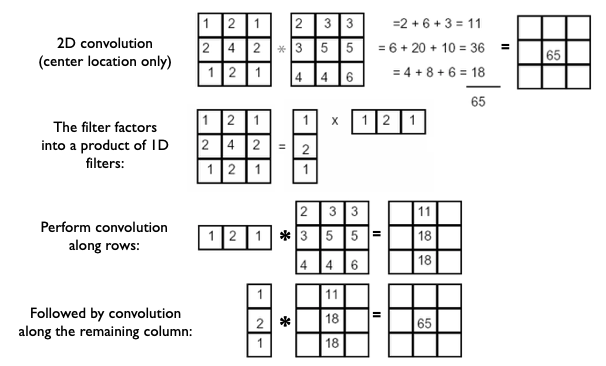 2D convolution
(center location only)
1 2 1
2 4 2
1 2 1
*
2 3 3
3 5 5
4 4 6
=2 + 6 + 3 = 11
= 6 + 20 + 10 = 36
= 4 + 8 + 6 = 18
65
=
65
The filter factors
into a product of 1D
filters:
1 2 1
2 4 2
1 2 1
=
1
2
1
x
1 2 1
Perform convolution
along rows:
1 2 1
*
2 3 3
3 5 5
4 4 6
=
11
18
18
Followed by convolution
along the remaining column:
1
2
1
*
11
18
18
=
65